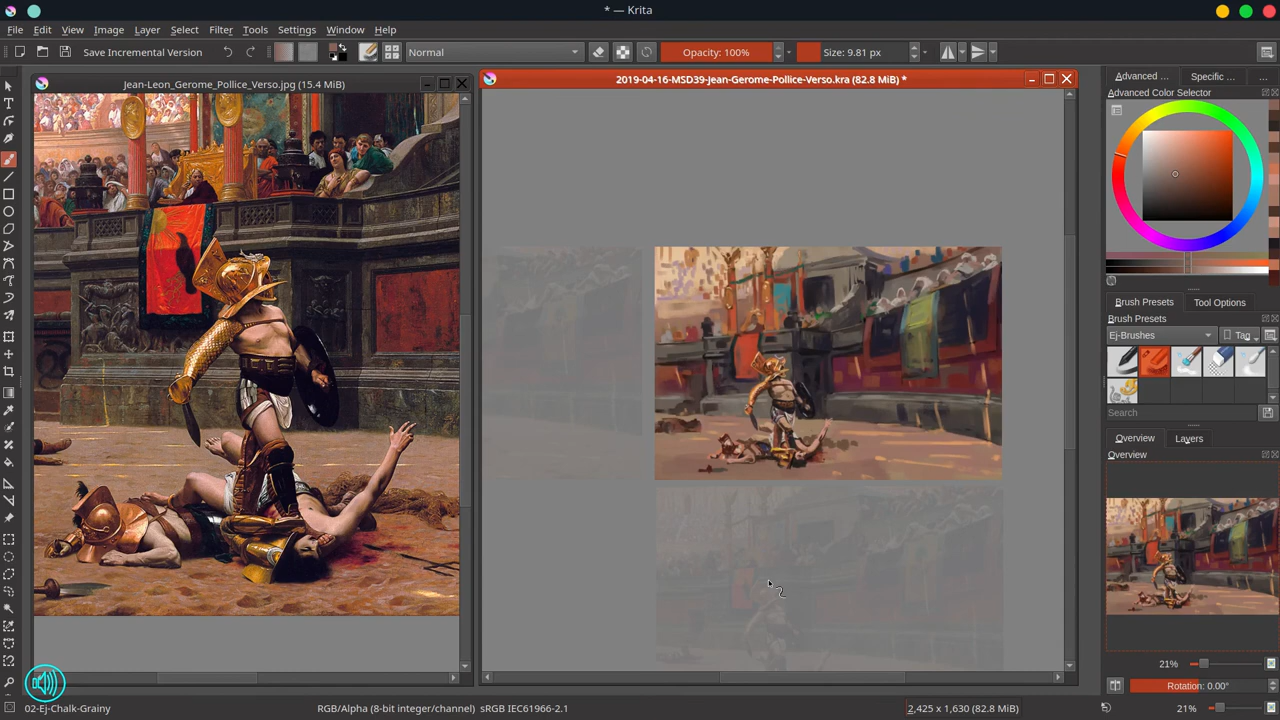 * — Krita
File Edit View Image Layer Select Filter Tools Settings Window Help
Save Incremental Version Normal Opacity: 100% Size: 9.81 px
Jean-Leon_Gerome_Pollice_Verso.jpg (15.4 MiB)
2019-04-16-MSD39-Jean-Gerome-Pollice-Verso.kra (82.8 MiB) *
Advanced ... Specific ... ...
Advanced Color Selector
Brush Presets Tool Options
Brush Presets
Ej-Brushes Tag
Search
Overview Layers
Overview
21%
Rotation: 0.00°
02-Ej-Chalk-Grainy RGB/Alpha (8-bit integer/channel) sRGB IEC61966-2.1 2,425 x 1,630 (82.8 MiB) 21%